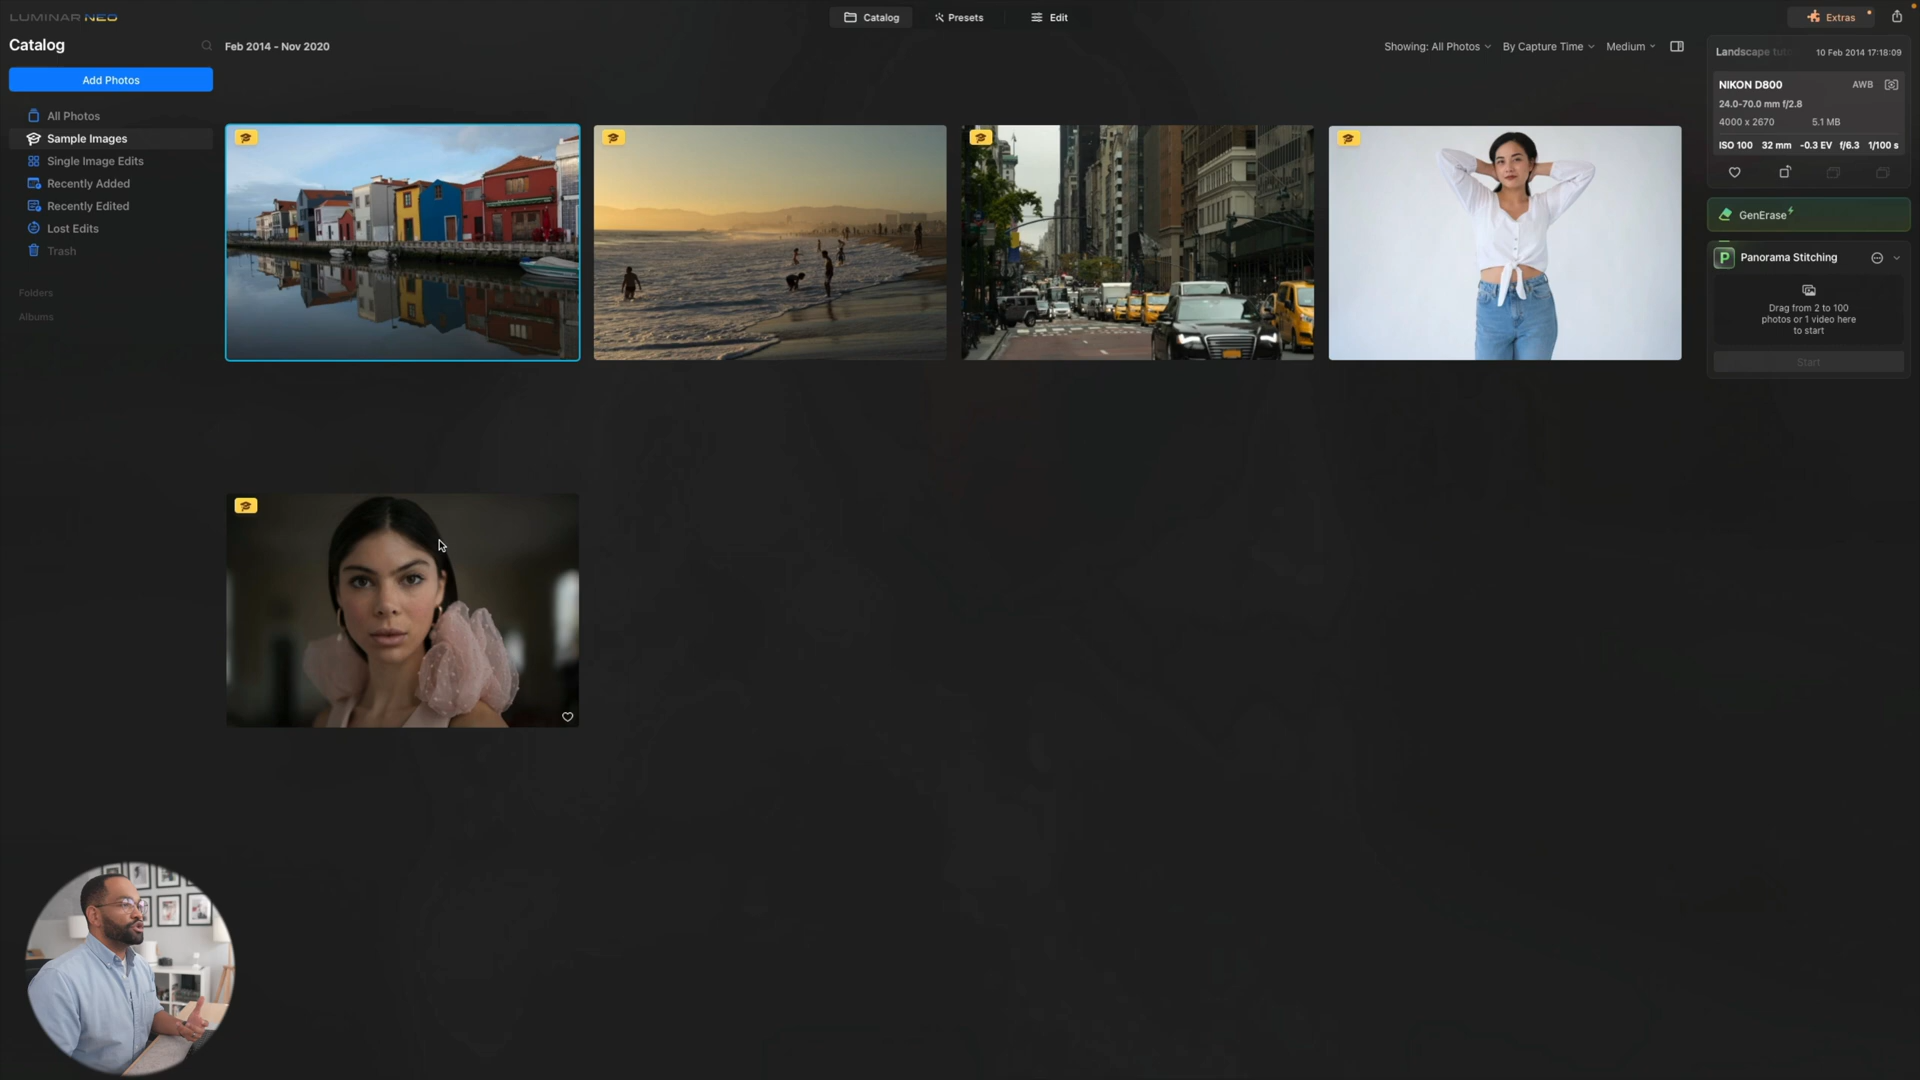 LUMINAR NEO
Catalog
Presets
Edit
Extras
Catalog
Feb 2014 - Nov 2020
Showing: All Photos
By Capture Time
Medium
Add Photos
All Photos
Sample Images
Single Image Edits
Recently Added
Recently Edited
Lost Edits
Trash
Folders
Albums
Landscape
10 Feb 2014 17:18:09
NIKON D800
AWB
24.0-70.0 mm f/2.8
4000 x 2670
5.1 MB
ISO 100
32 mm
-0.3 EV
f/6.3
1/100 s
GenErase
P
Panorama Stitching
Drag from 2 to 100
photos or 1 video here
to start
Start